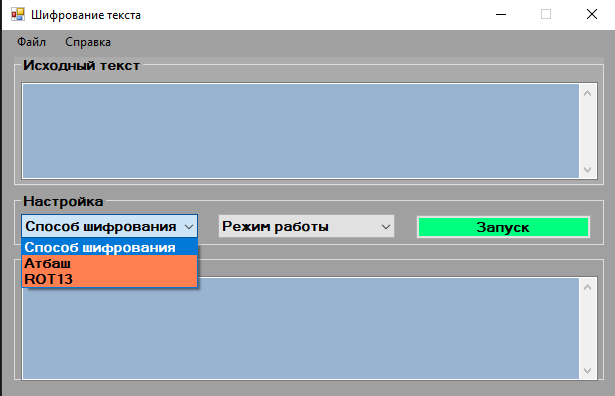 Шифрование текста
Файл Справка
Исходный текст
Настройка
Способ шифрования Режим работы Запуск
Способ шифрования
Атбаш
ROT13